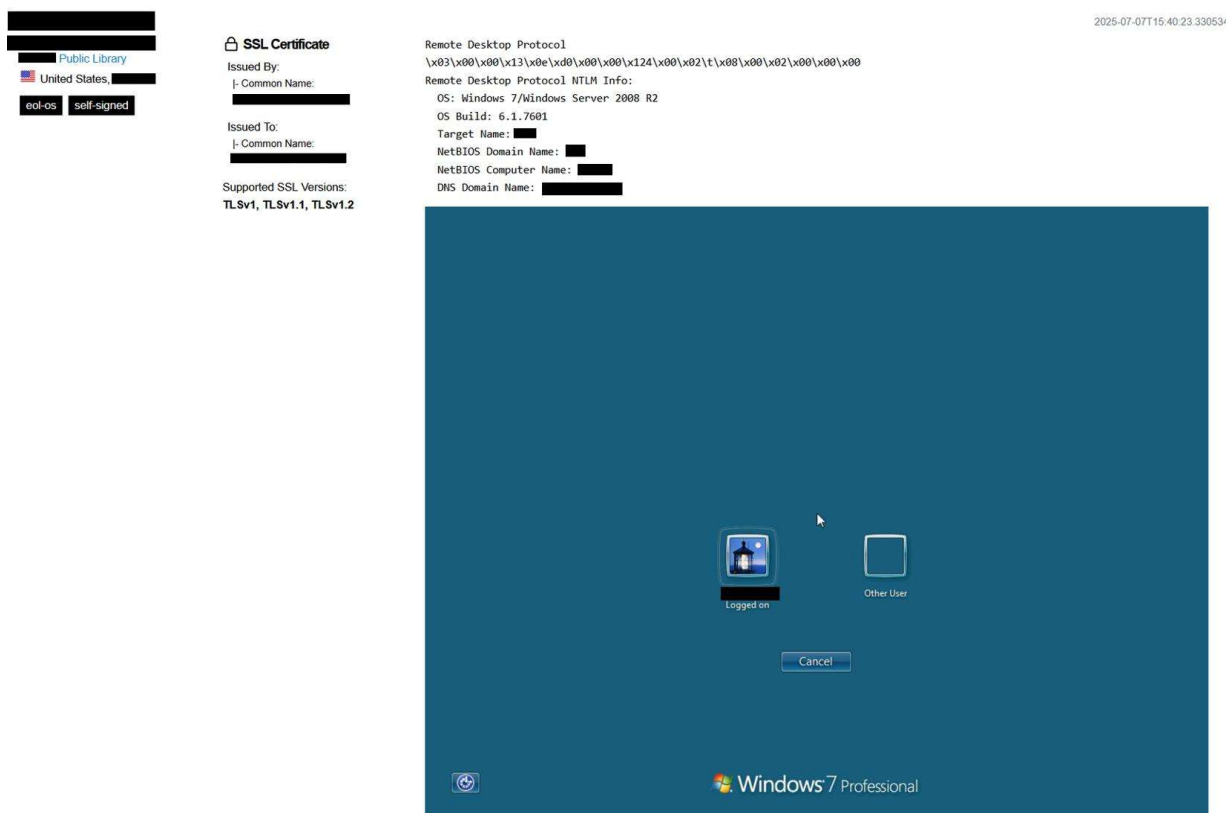 2025-07-07T15:40:23.330534
Public Library
United States,
eol-os self-signed
SSL Certificate
Issued By:
|- Common Name:
Issued To:
|- Common Name:
Supported SSL Versions:
TLSv1, TLSv1.1, TLSv1.2
Remote Desktop Protocol
\x03\x00\x00\x13\x0e\xd0\x00\x00\x124\x00\x02\t\x08\x00\x02\x00\x00\x00
Remote Desktop Protocol NTLM Info:
OS: Windows 7/Windows Server 2008 R2
OS Build: 6.1.7601
Target Name:
NetBIOS Domain Name:
NetBIOS Computer Name:
DNS Domain Name:
Logged on
Other User
Cancel
Windows 7 Professional